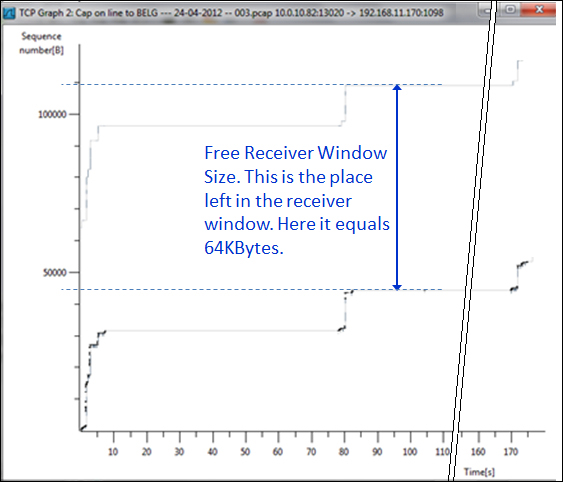 TCP Graph 2: Cap on line to BELG --- 24-04-2012 -- 003.pcap 10.0.10.82:13020 -> 192.168.11.170:1098
Sequence
number[B]
100000
Free Receiver Window
Size. This is the place
left in the receiver
window. Here it equals
64KBytes.
50000
10 20 30 40 50 60 70 80 90 100 110 120 170
Time[s]